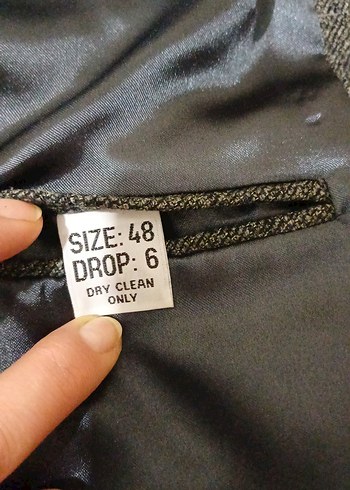 SIZE: 48
DROP: 6
DRY CLEAN
ONLY